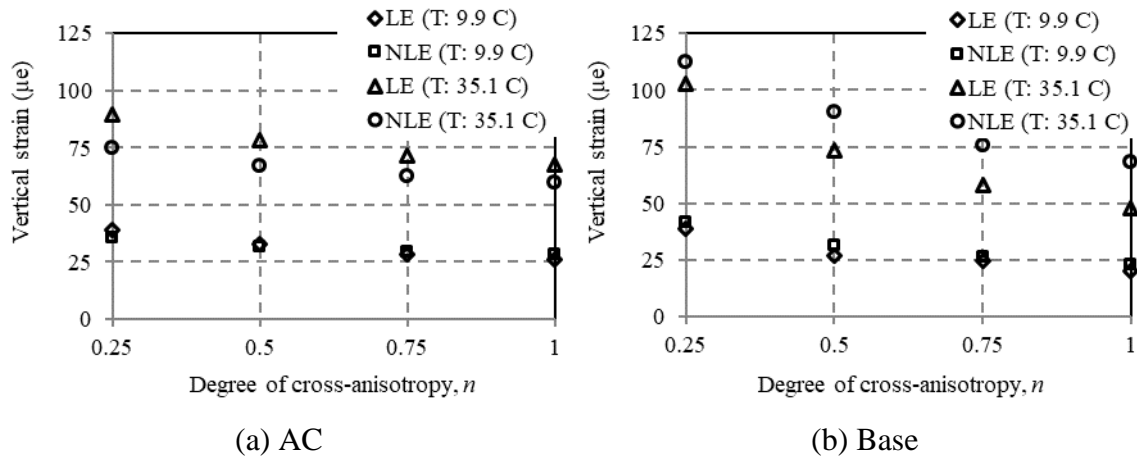 LE (T: 9.9 C)
NLE (T: 9.9 C)
LE (T: 35.1 C)
NLE (T: 35.1 C)
125
100
75
50
25
0
Vertical strain (µe)
0.25 0.5 0.75 1
Degree of cross-anisotropy, n
(a) AC
LE (T: 9.9 C)
NLE (T: 9.9 C)
LE (T: 35.1 C)
NLE (T: 35.1 C)
125
100
75
50
25
0
Vertical strain (µe)
0.25 0.5 0.75 1
Degree of cross-anisotropy, n
(b) Base